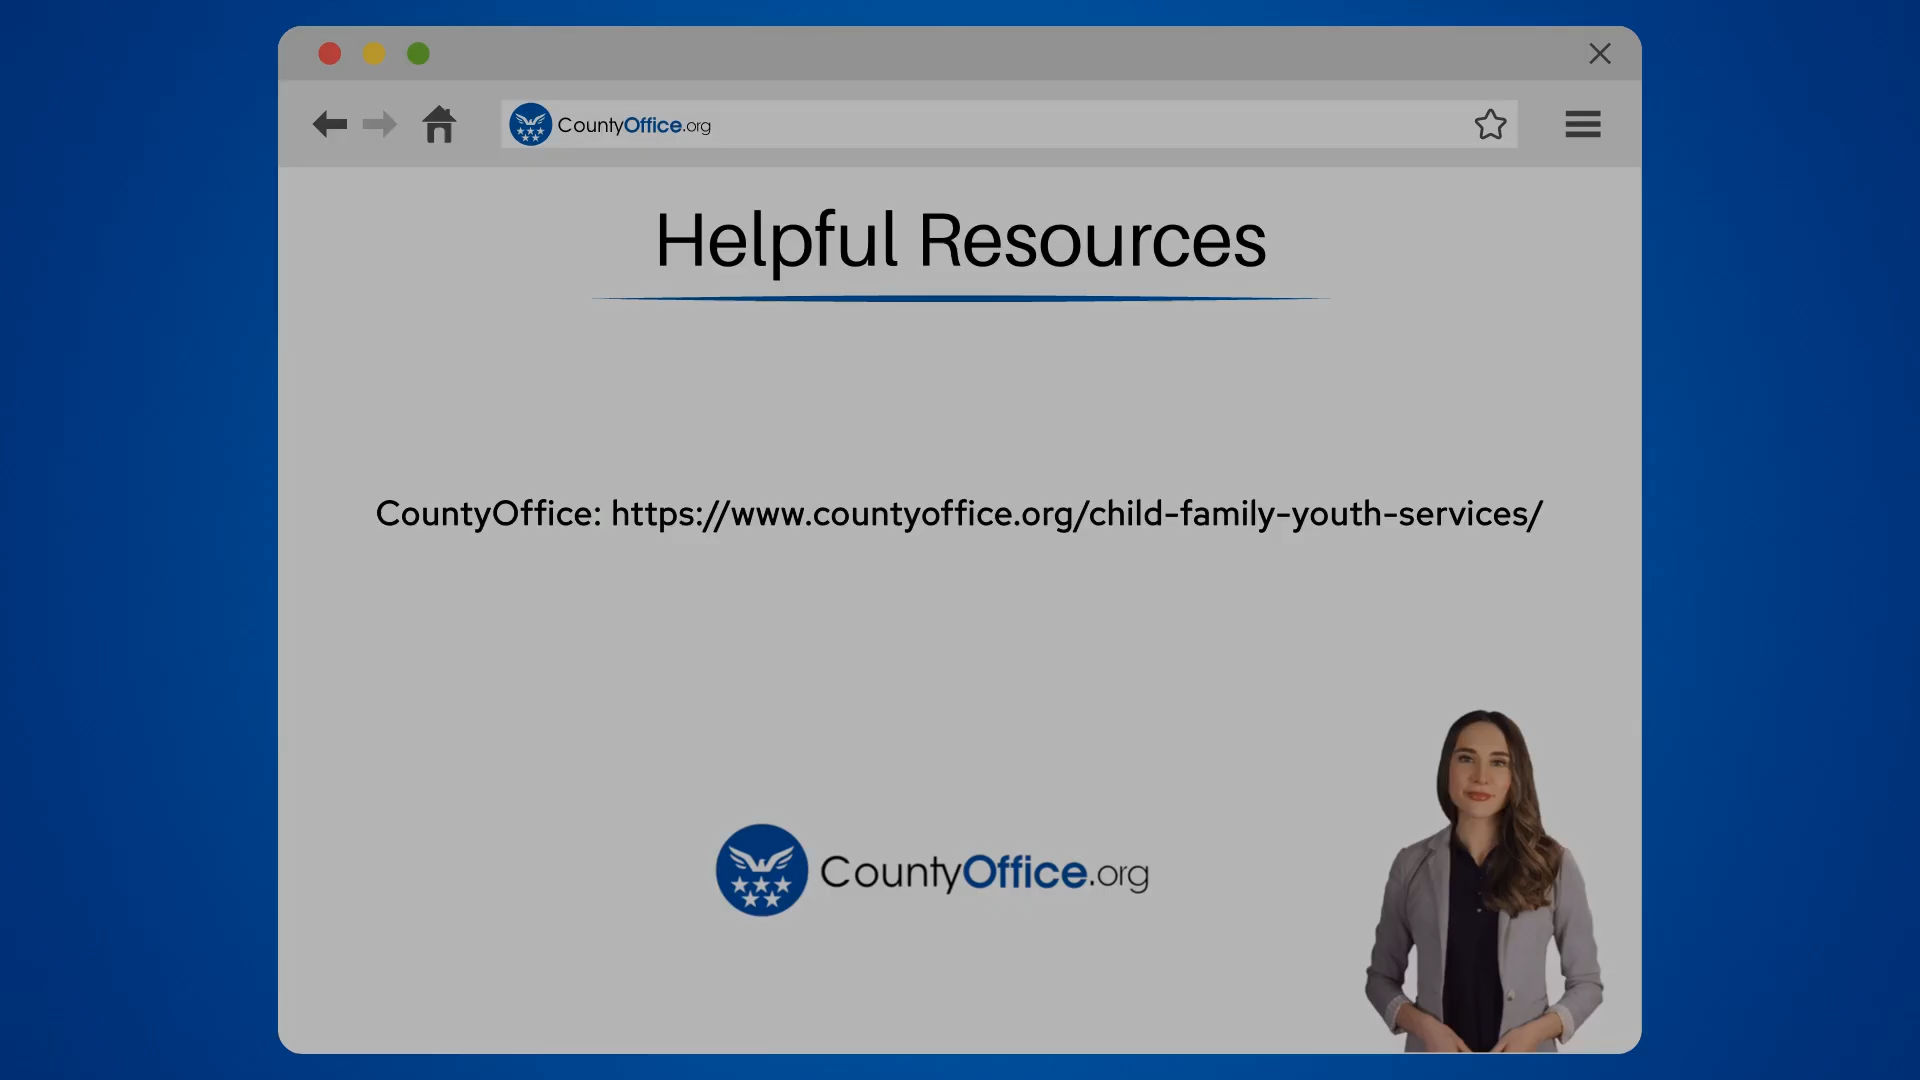 CountyOffice.org
Helpful Resources
CountyOffice: https://www.countyoffice.org/child-family-youth-services/
CountyOffice.org